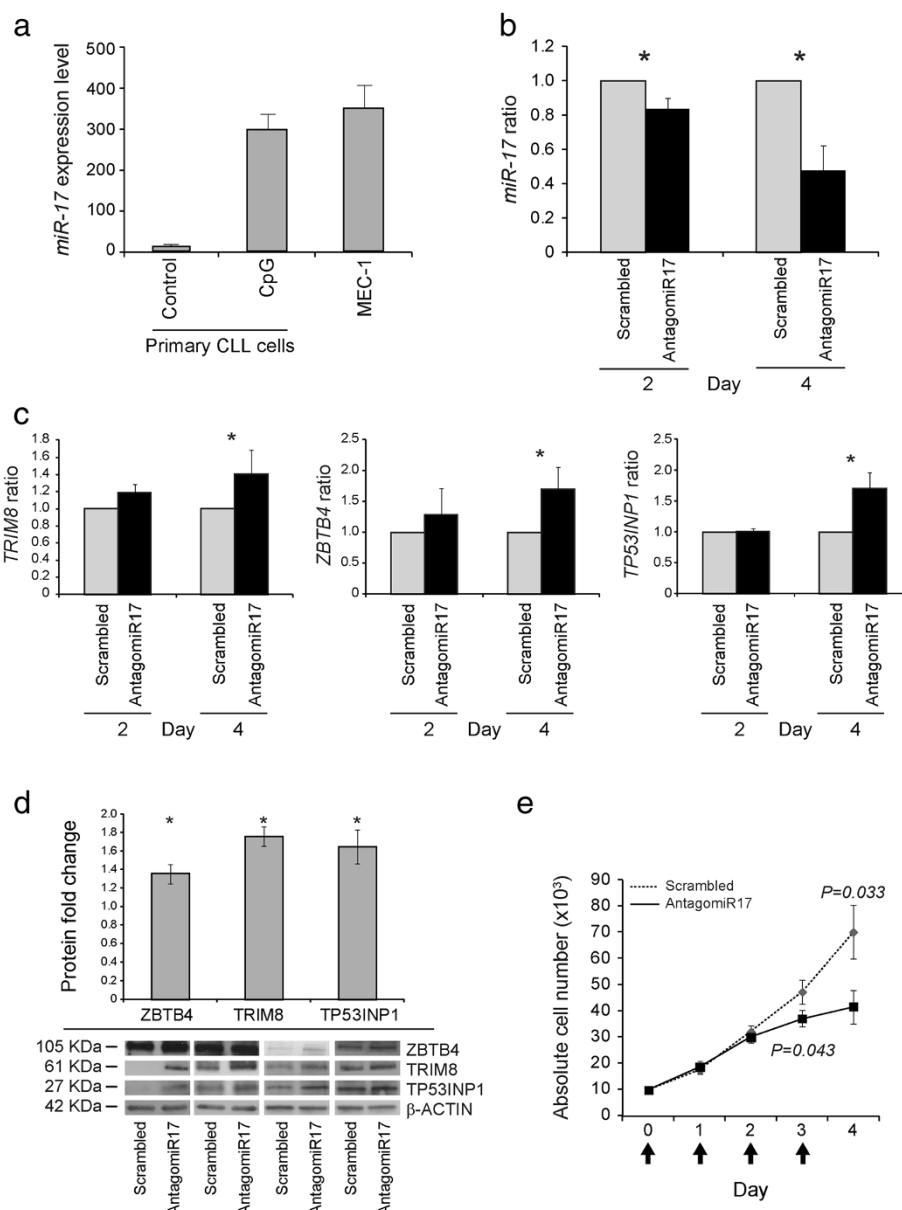 a
miR-17 expression level
500
400
300
200
100
0
Control
CpG
MEC-1
Primary CLL cells
b
miR-17 ratio
1.2
1.0
0.8
0.6
0.4
0.2
0
*
*
Scrambled
AntagomiR17
Scrambled
AntagomiR17
2 Day 4
c
TRIM8 ratio
1.8
1.6
1.4
1.2
1.0
0.8
0.6
0.4
0.2
0
*
Scrambled
AntagomiR17
Scrambled
AntagomiR17
2 Day 4
ZBTB4 ratio
2.5
2.0
1.5
1.0
0.5
0
*
Scrambled
AntagomiR17
Scrambled
AntagomiR17
2 Day 4
TP53INP1 ratio
2.5
2.0
1.5
1.0
0.5
0
*
Scrambled
AntagomiR17
Scrambled
AntagomiR17
2 Day 4
d
Protein fold change
2.0
1.8
1.6
1.4
1.2
1.0
0.8
0.6
0.4
0.2
0
* * *
ZBTB4 TRIM8 TP53INP1
105 KDa ZBTB4
61 KDa TRIM8
27 KDa TP53INP1
42 KDa β-ACTIN
Scrambled
AntagomiR17
Scrambled
AntagomiR17
Scrambled
AntagomiR17
Scrambled
AntagomiR17
e
Absolute cell number (x10³)
90
80
70
60
50
40
30
20
10
0
Scrambled
AntagomiR17
P=0.033
P=0.043
0 1 2 3 4
Day